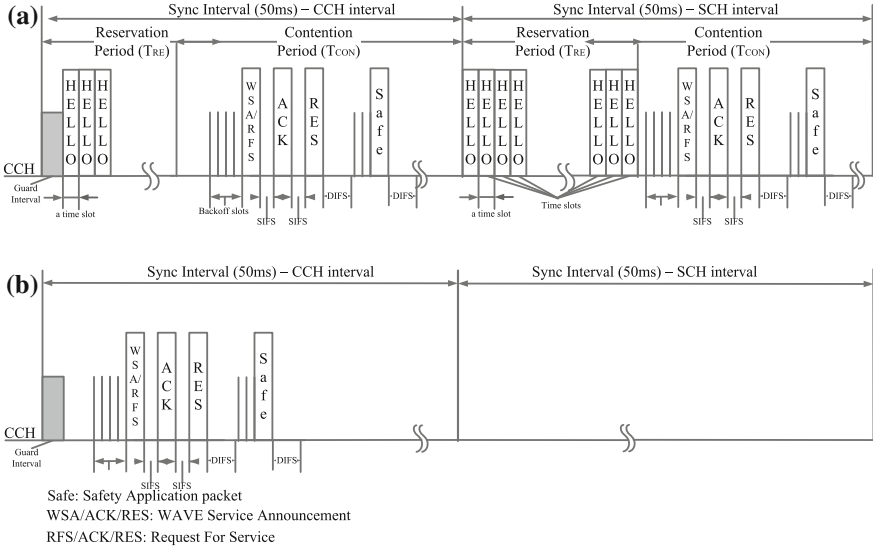 (a)
Sync Interval (50ms) – CCH interval
Sync Interval (50ms) – SCH interval
Reservation
Period (TRE)
Contention
Period (TCON)
Reservation
Period (TRE)
Contention
Period (TCON)
HELLO
HELLO
HELLO
WSA/RFS
ACK
RES
Safe
HELLO
HELLO
HELLO
HELLO
HELLO
HELLO
HELLO
WSA/RFS
ACK
RES
Safe
CCH
Guard
Interval
a time slot
Backoff slots
SIFS
SIFS
DIFS
DIFS
a time slot
Time slots
SIFS
SIFS
DIFS
DIFS
(b)
Sync Interval (50ms) – CCH interval
Sync Interval (50ms) – SCH interval
WSA/RFS
ACK
RES
Safe
CCH
Guard
Interval
SIFS
SIFS
DIFS
DIFS
Safe: Safety Application packet
WSA/ACK/RES: WAVE Service Announcement
RFS/ACK/RES: Request For Service